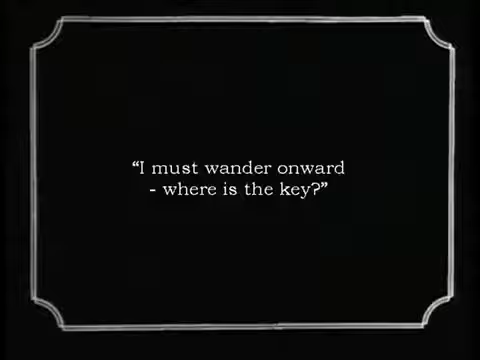 “I must wander onward
- where is the key?”